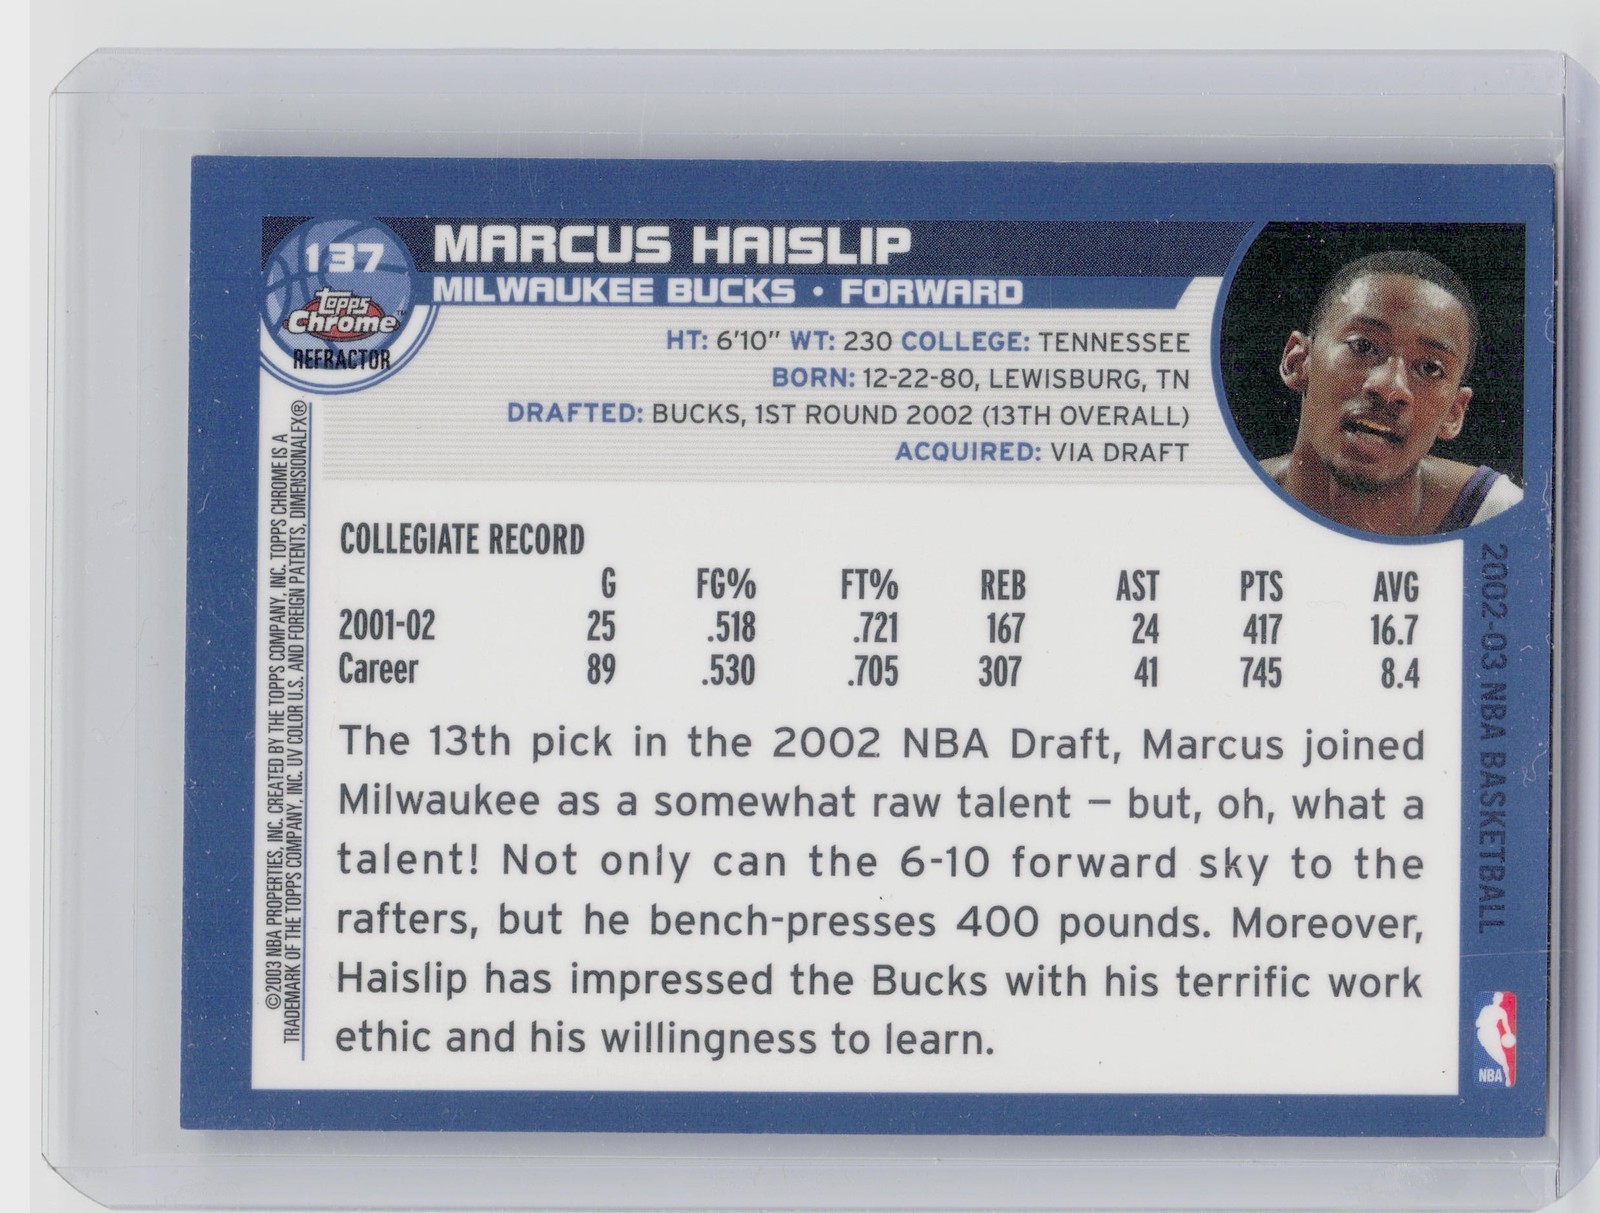 137
Topps
Chrome™
REFRACTOR
MARCUS HAISLIP
MILWAUKEE BUCKS • FORWARD
HT: 6'10" WT: 230 COLLEGE: TENNESSEE
BORN: 12-22-80, LEWISBURG, TN
DRAFTED: BUCKS, 1ST ROUND 2002 (13TH OVERALL)
ACQUIRED: VIA DRAFT
©2003 NBA PROPERTIES, INC. CREATED BY THE TOPPS COMPANY, INC. TOPPS CHROME IS A
TRADEMARK OF THE TOPPS COMPANY, INC. UV COLOR U.S. AND FOREIGN PATENTS, DIMENSIONALFX®
COLLEGIATE RECORD
G FG% FT% REB AST PTS AVG
2001-02 25 .518 .721 167 24 417 16.7
Career 89 .530 .705 307 41 745 8.4
The 13th pick in the 2002 NBA Draft, Marcus joined
Milwaukee as a somewhat raw talent – but, oh, what a
talent! Not only can the 6-10 forward sky to the
rafters, but he bench-presses 400 pounds. Moreover,
Haislip has impressed the Bucks with his terrific work
ethic and his willingness to learn.
2002-03 NBA BASKETBALL
NBA